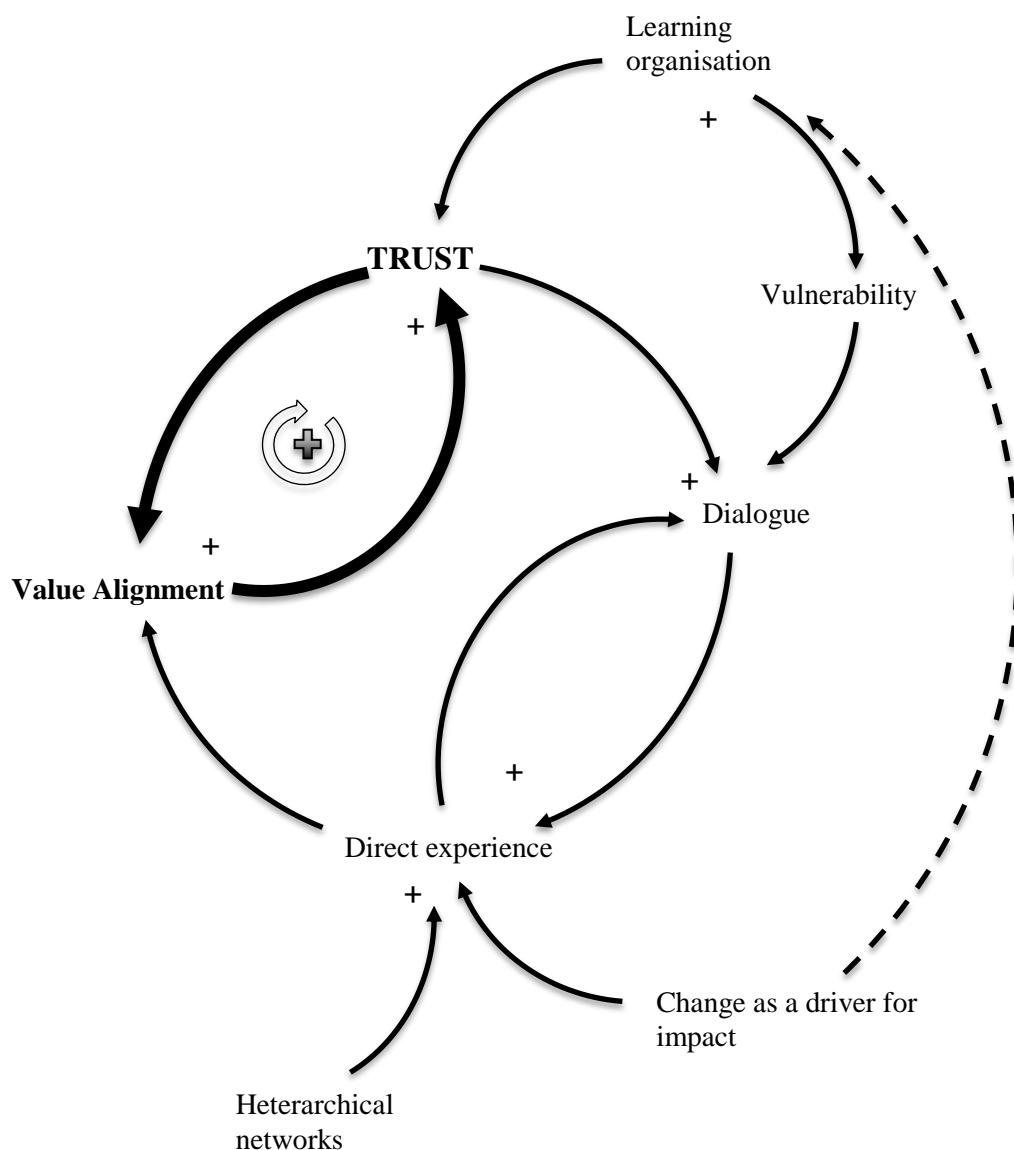 Learning
organisation
+
TRUST
Vulnerability
+
+
Dialogue
+
Value Alignment
+
Direct experience
+
Change as a driver for
impact
Heterarchical
networks